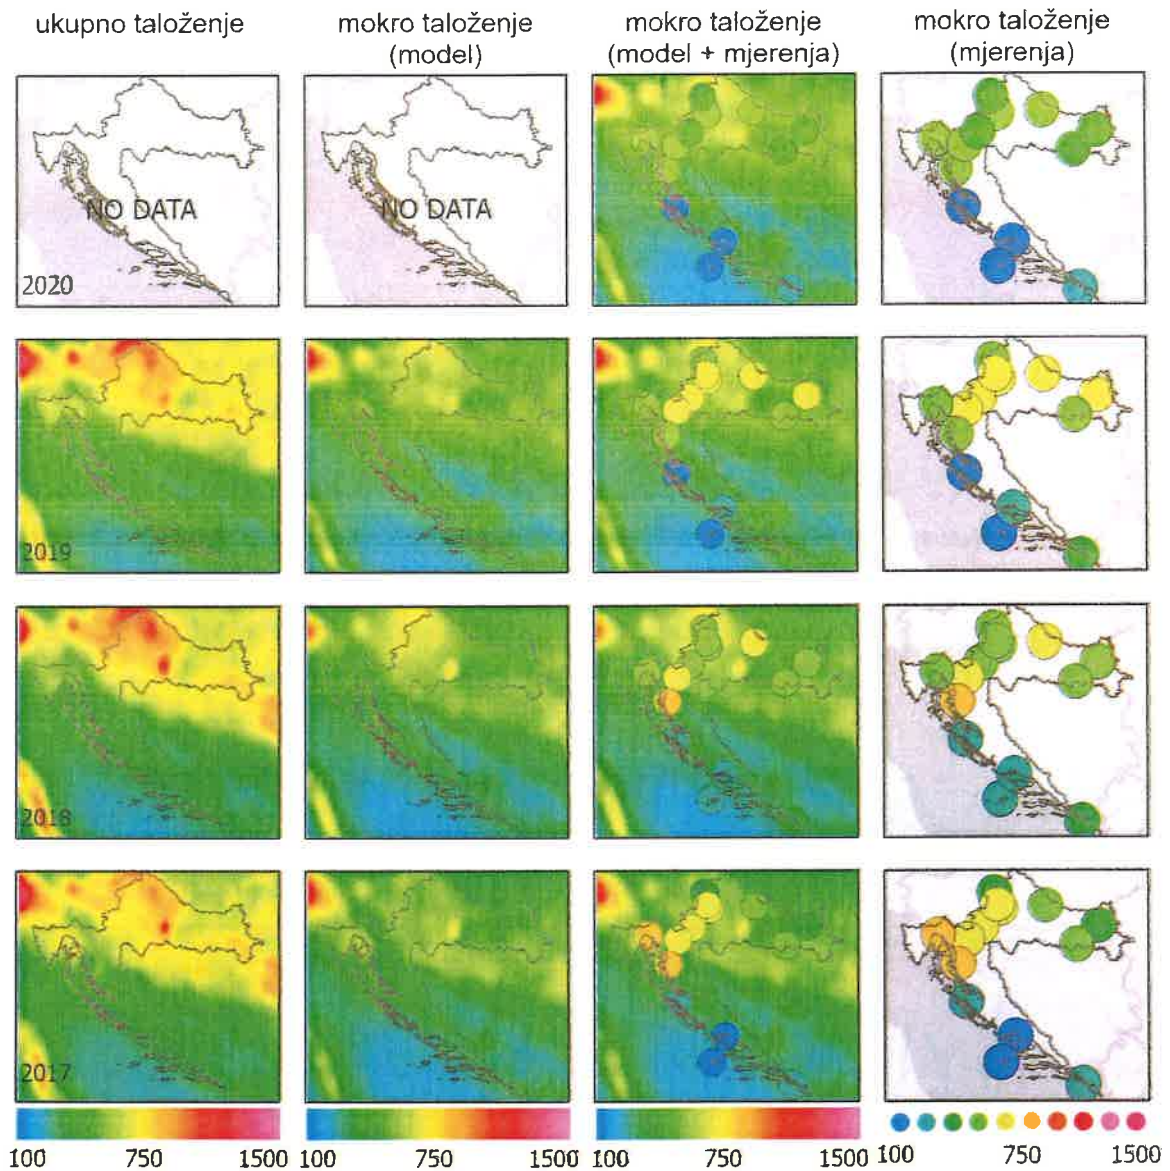 ukupno taloženje
mokro taloženje
(model)
mokro taloženje
(model + mjerenja)
mokro taloženje
(mjerenja)
NO DATA
NO DATA
2020
2019
2018
2017
100 750 1500
100 750 1500
100 750 1500
100 750 1500